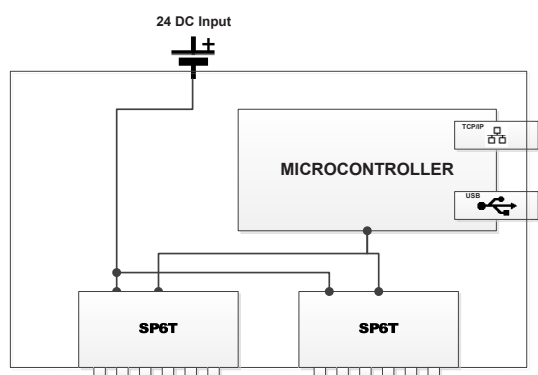 24 DC Input
+
TCP/IP
MICROCONTROLLER
USB
SP6T
SP6T